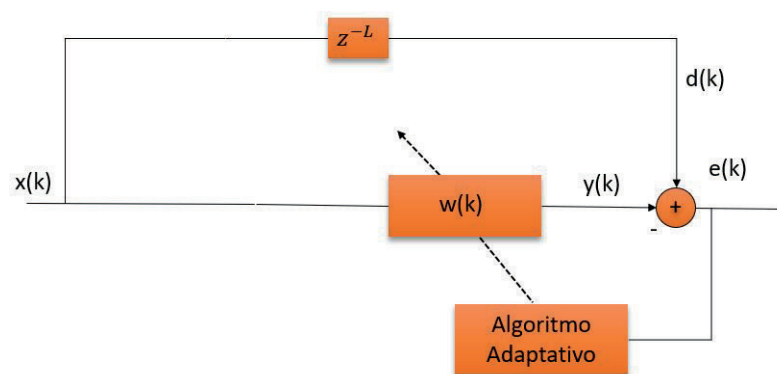 z^{-L}
d(k)
x(k)
w(k)
y(k)
e(k)
+
-
Algoritmo
Adaptativo